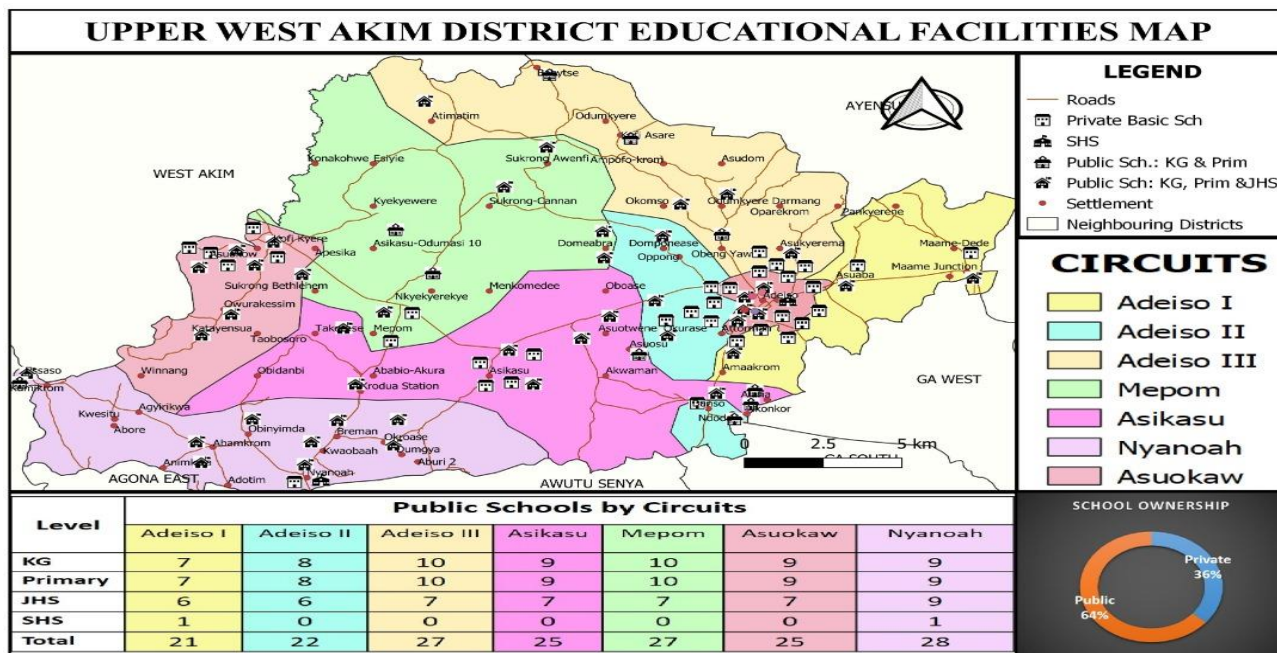 UPPER WEST AKIM DISTRICT EDUCATIONAL FACILITIES MAP
LEGEND
Roads
Private Basic Sch
SHS
Public Sch.: KG & Prim
Public Sch: KG, Prim &JHS
Settlement
Neighbouring Districts
CIRCUITS
Adeiso I
Adeiso II
Adeiso III
Mepom
Asikasu
Nyanoah
Asuokaw
WEST AKIM
GA WEST
AGONA EAST
AWUTU SENYA
Atimatim
Odumkyere
Asare
Konakohwe Esiyie
Sukrong Awenfi
Ampofo-krom
Asudom
Kyekyewere
Sukrong-Cannan
Okomso
Odumkyere Darmang
Oparekrom
Pankyerene
Kofi Kyere
Apesika
Asikasu-Odumasi 10
Domeabra
Domponease
Oppong
Obeng Yaw
Asukyerema
Maame-Dede
Maame Junction
Asuaba
Sukrong Bethlehem
Nkyekyerekye
Menkomedee
Oboase
Adeiso
Owurakessim
Katayensua
Taobosoro
Mepom
Asuotwene
Okurase
Asuosu
Winnang
Obidanbi
Ababio-Akura
Asikasu
Akwaman
Amaakrom
Krodua Station
Kwesitu
Agyirikwa
Abore
Obinyimda
Breman
Okroase
Abamkrom
Kwaobaah
Dumgya
Aburi 2
Adotim
Nyanoah
0 2.5 5 km
Public Schools by Circuits
Level Adeiso I Adeiso II Adeiso III Asikasu Mepom Asuokaw Nyanoah
KG 7 8 10 9 10 9 9
Primary 7 8 10 9 10 9 9
JHS 6 6 7 7 7 7 9
SHS 1 0 0 0 0 0 1
Total 21 22 27 25 27 25 28
SCHOOL OWNERSHIP
Private
36%
Public
64%